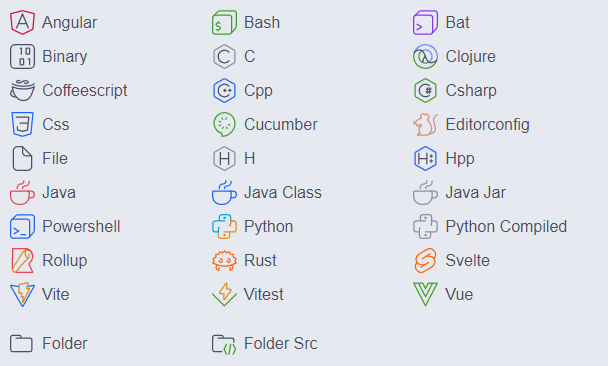 Angular Bash Bat
Binary C Clojure
Coffeescript Cpp Csharp
Css Cucumber Editorconfig
File H Hpp
Java Java Class Java Jar
Powershell Python Python Compiled
Rollup Rust Svelte
Vite Vitest Vue
Folder Folder Src